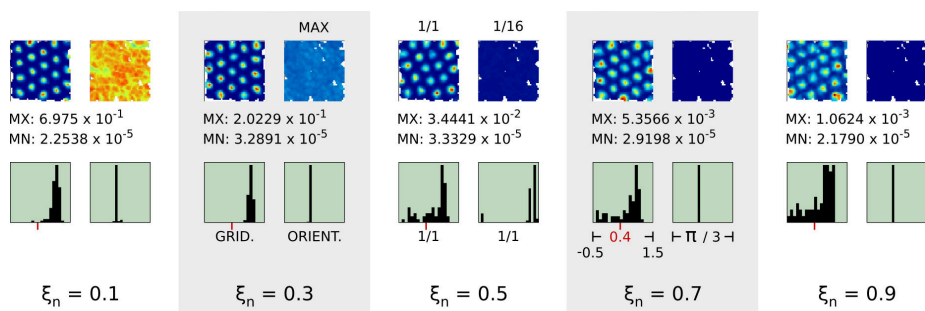 MAX 1/1 1/16
MX: 6.975 x 10^-1 MX: 2.0229 x 10^-1 MX: 3.4441 x 10^-2 MX: 5.3566 x 10^-3 MX: 1.0624 x 10^-3
MN: 2.2538 x 10^-5 MN: 3.2891 x 10^-5 MN: 3.3329 x 10^-5 MN: 2.9198 x 10^-5 MN: 2.1790 x 10^-5
GRID. ORIENT. 1/1 1/1 0.4 π / 3
-0.5 1.5
ξn = 0.1 ξn = 0.3 ξn = 0.5 ξn = 0.7 ξn = 0.9